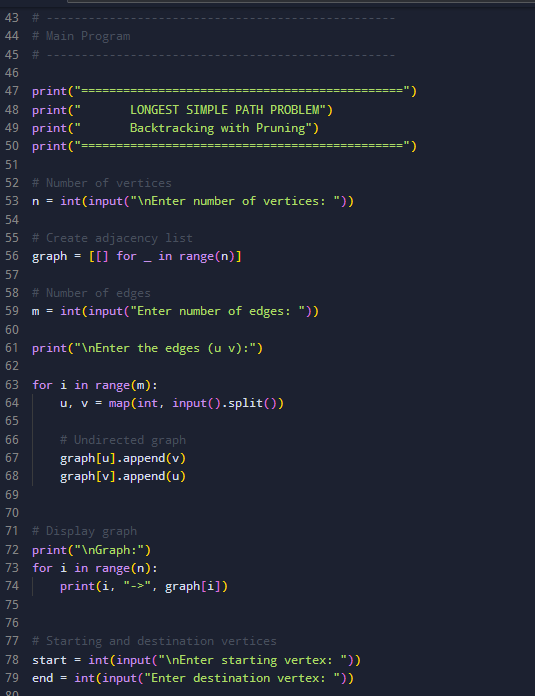 43 # --------------------------------------------------
44 # Main Program
45 # --------------------------------------------------
46
47 print("==============================================")
48 print("       LONGEST SIMPLE PATH PROBLEM")
49 print("       Backtracking with Pruning")
50 print("==============================================")
51
52 # Number of vertices
53 n = int(input("\nEnter number of vertices: "))
54
55 # Create adjacency list
56 graph = [[] for _ in range(n)]
57
58 # Number of edges
59 m = int(input("Enter number of edges: "))
60
61 print("\nEnter the edges (u v):")
62
63 for i in range(m):
64     u, v = map(int, input().split())
65
66     # Undirected graph
67     graph[u].append(v)
68     graph[v].append(u)
69
70
71 # Display graph
72 print("\nGraph:")
73 for i in range(n):
74     print(i, "->", graph[i])
75
76
77 # Starting and destination vertices
78 start = int(input("\nEnter starting vertex: "))
79 end = int(input("Enter destination vertex: "))